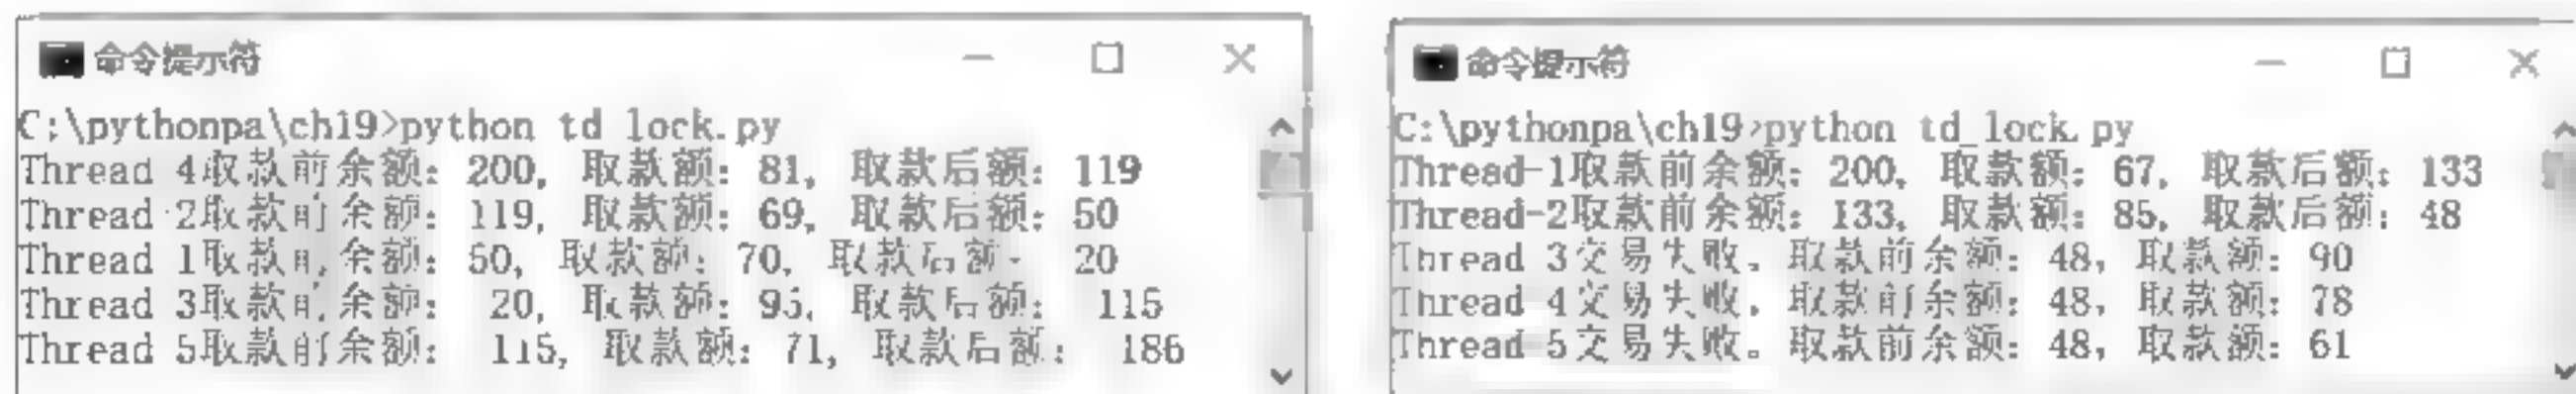 命令提示符
C:\pythonpa\ch19>python td lock.py
Thread 4取款前余额: 200, 取款额: 81, 取款后额: 119
Thread 2取款前余额: 119, 取款额: 69, 取款后额: 50
Thread 1取款前余额: 50, 取款额: 70, 取款后额: 20
Thread 3取款前余额: 20, 取款额: 95, 取款后额: 115
Thread 5取款前余额: 115, 取款额: 71, 取款后额: 186
命令提示符
C:\pythonpa\ch19>python td_lock.py
Thread-1取款前余额: 200, 取款额: 67, 取款后额: 133
Thread-2取款前余额: 133, 取款额: 85, 取款后额: 48
Thread 3交易失败。取款前余额: 48, 取款额: 90
Thread 4交易失败。取款前余额: 48, 取款额: 78
Thread-5交易失败。取款前余额: 48, 取款额: 61